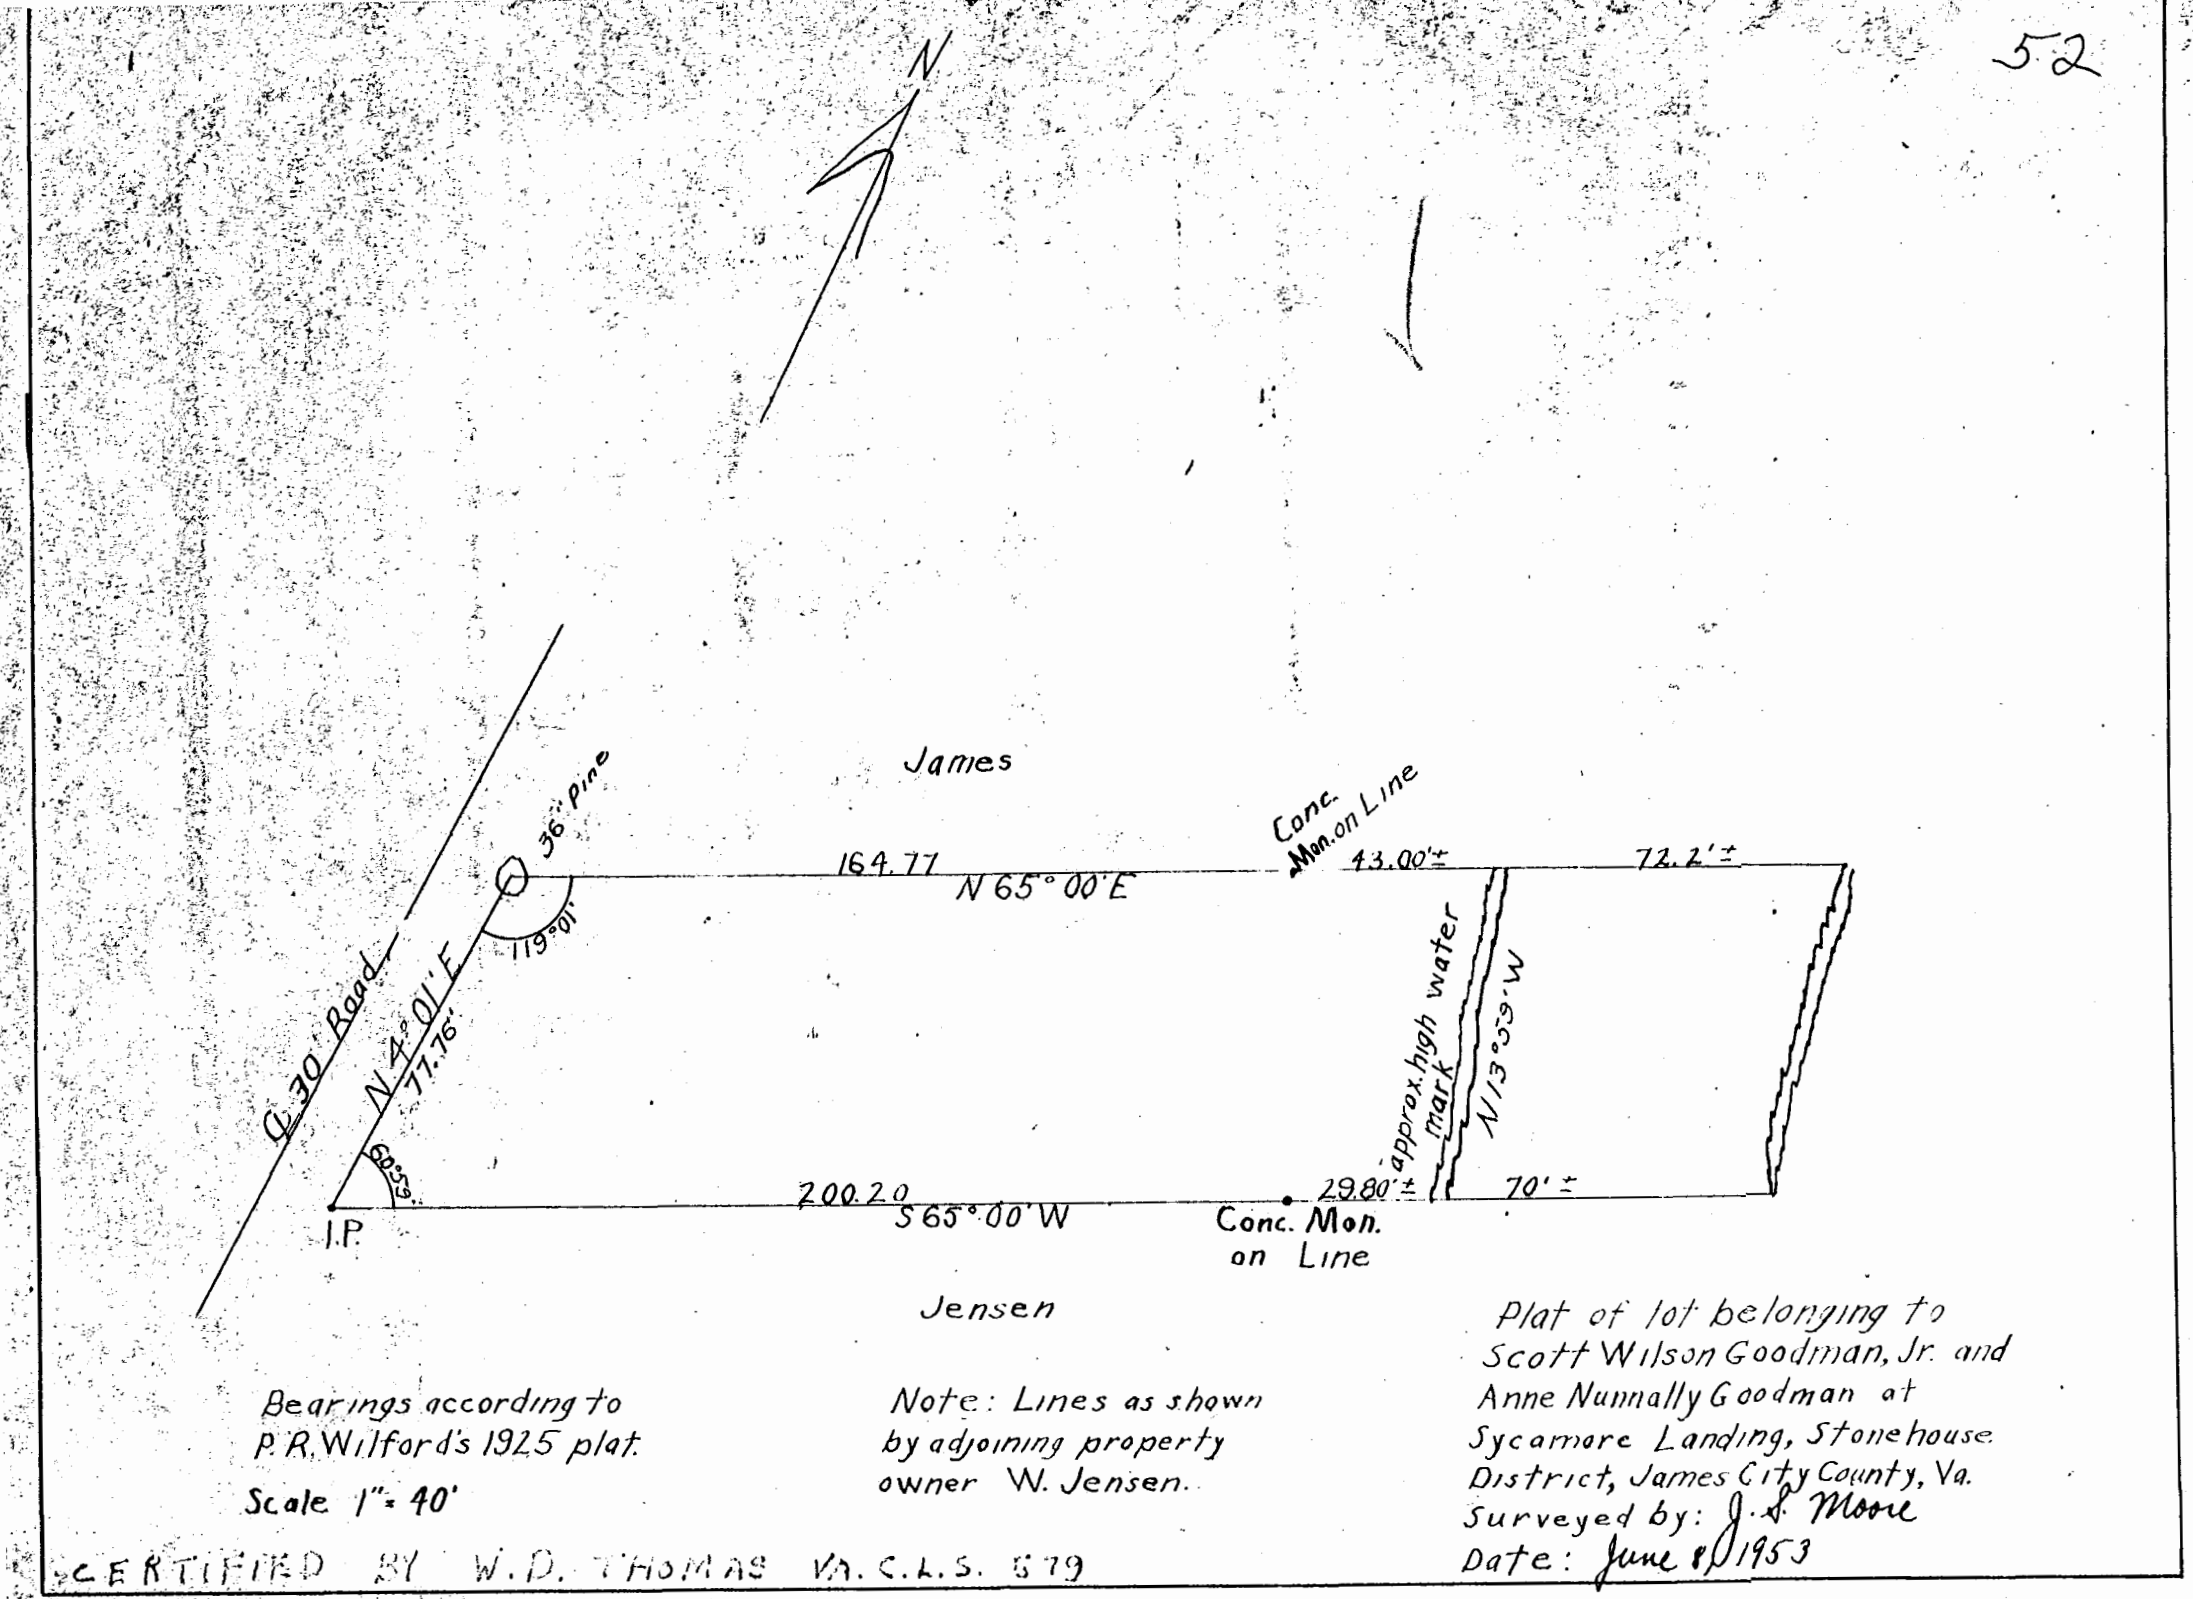 52
N
James
36" Pine
Conc.
Mon. on Line
164.77
43.00'±
72.2'±
N 65° 00' E
119°01'
℄ 30' Road
N 4° 01' E
77.76"
60°59'
approx. high water
mark
N 13° 59' W
200.20
29.80'±
70' ±
S 65° 00' W
I.P.
Conc. Mon.
on Line
Jensen
Bearings according to
P. R. Wilford's 1925 plat.
Scale 1" = 40'
Note: Lines as shown
by adjoining property
owner W. Jensen.
Plat of lot belonging to
Scott Wilson Goodman, Jr. and
Anne Nunnally Goodman at
Sycamore Landing, Stonehouse
District, James City County, Va.
Surveyed by: J. S. Moore
Date: June 8, 1953
CERTIFIED BY W.D. THOMAS VA. C.L.S. 579